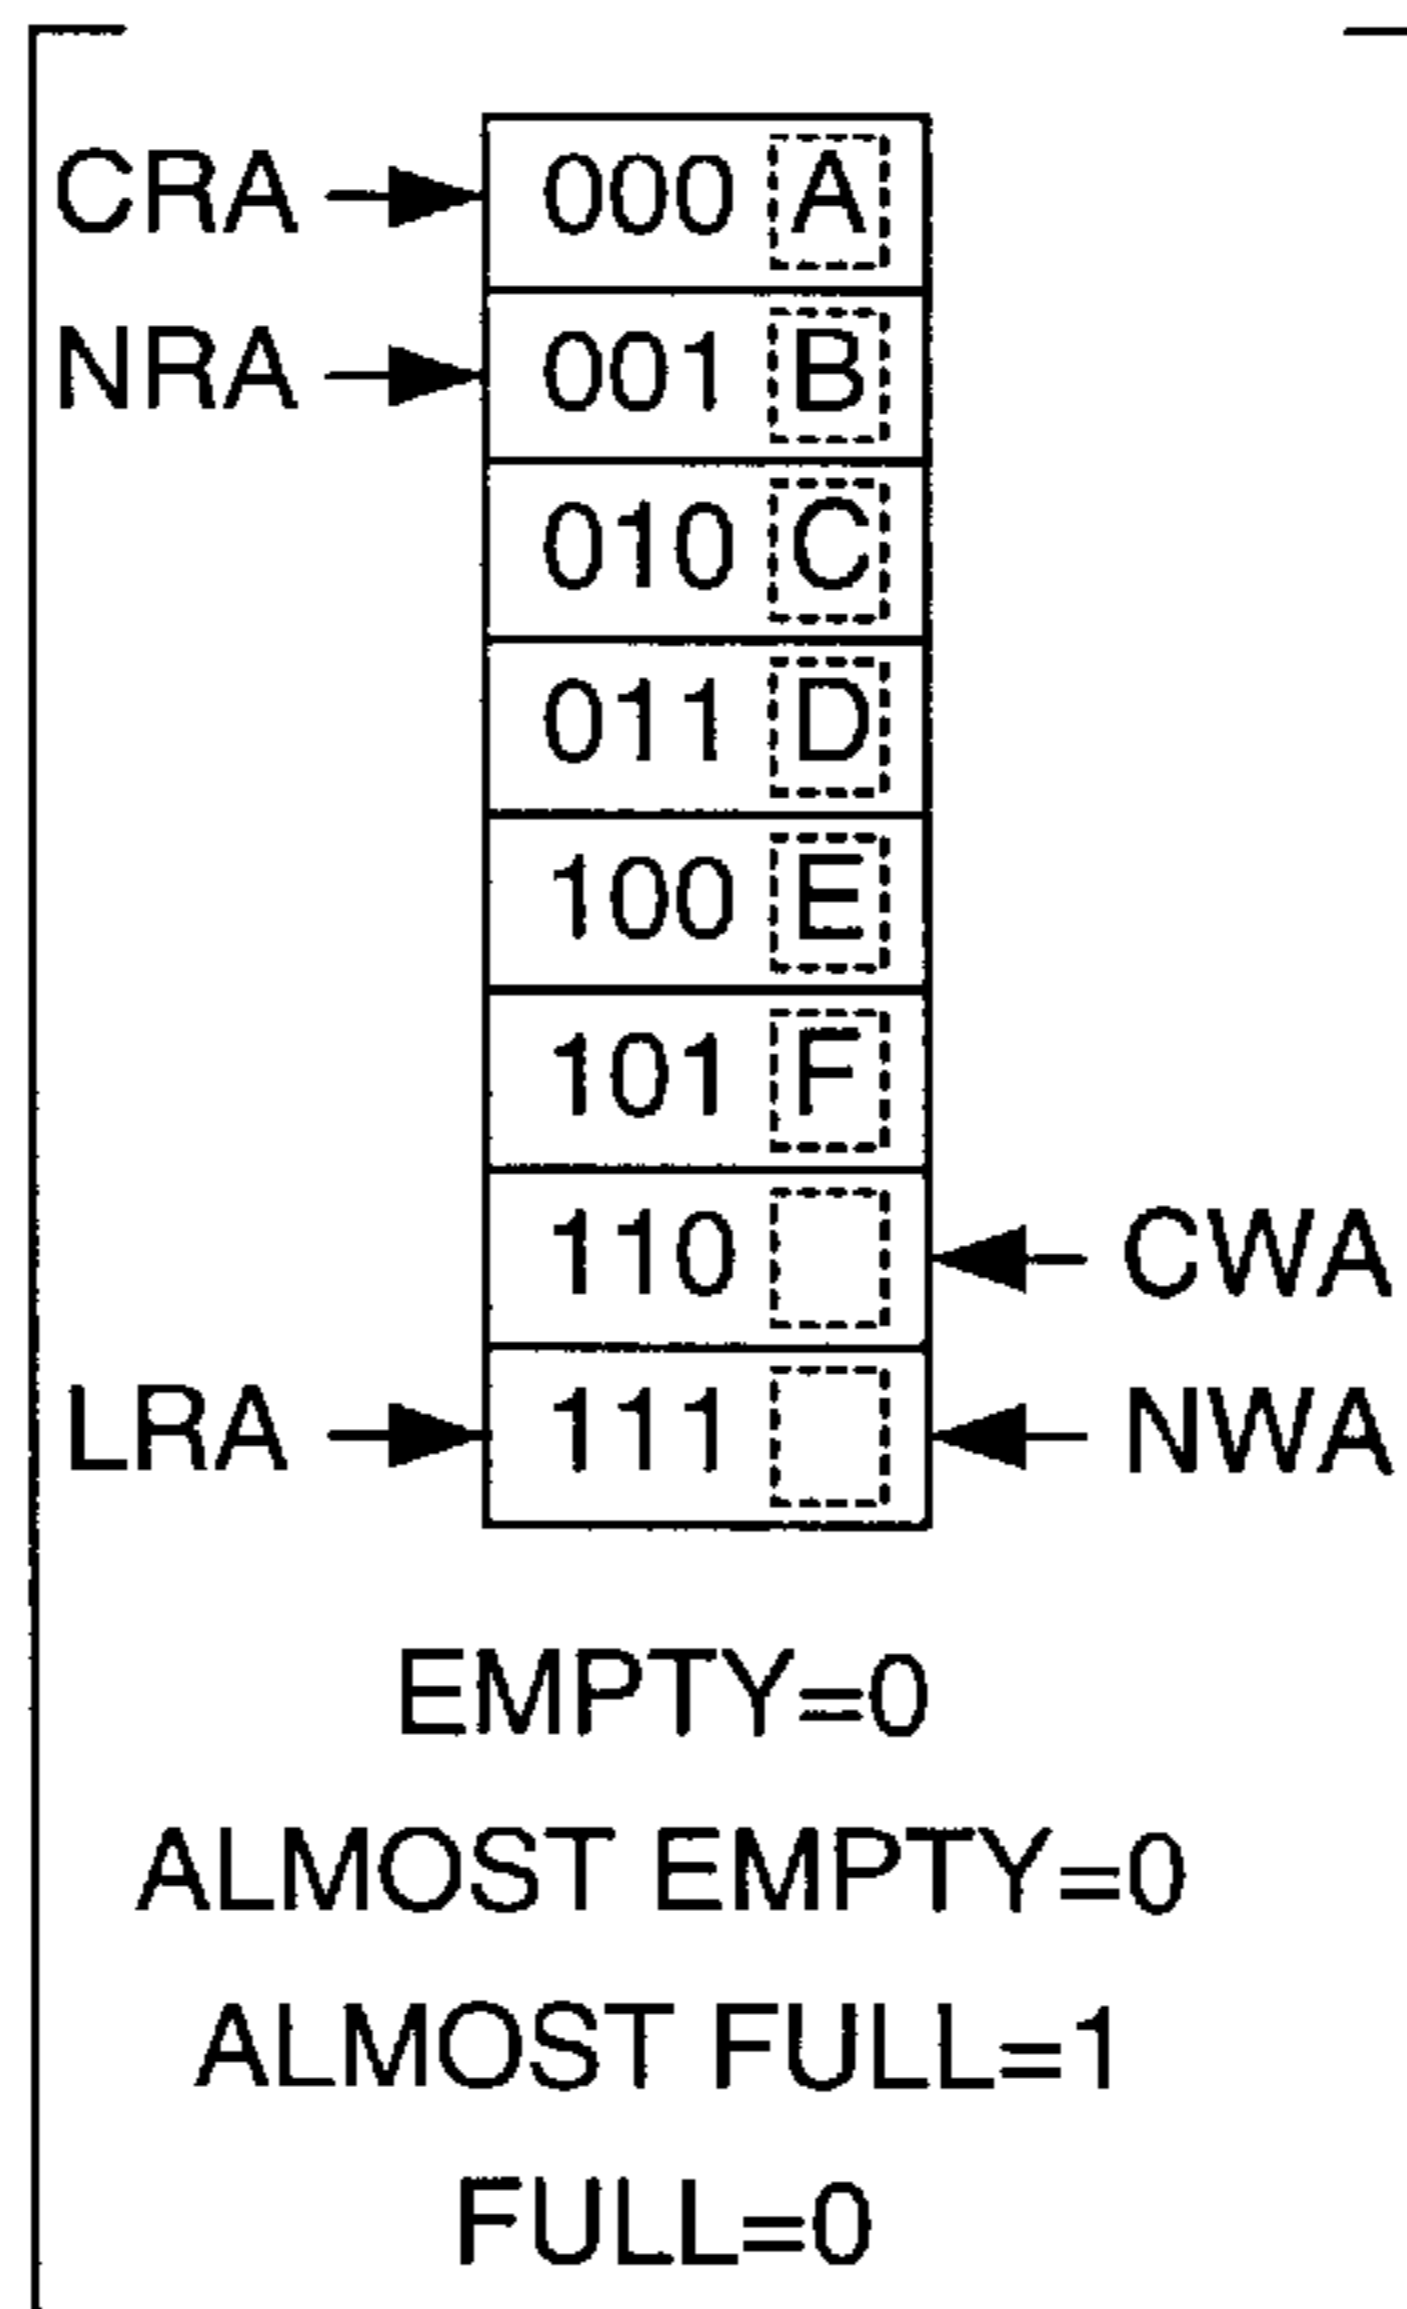 CRA 000 A
NRA 001 B
010 C
011 D
100 E
101 F
110 CWA
LRA 111 NWA
EMPTY=0
ALMOST EMPTY=0
ALMOST FULL=1
FULL=0